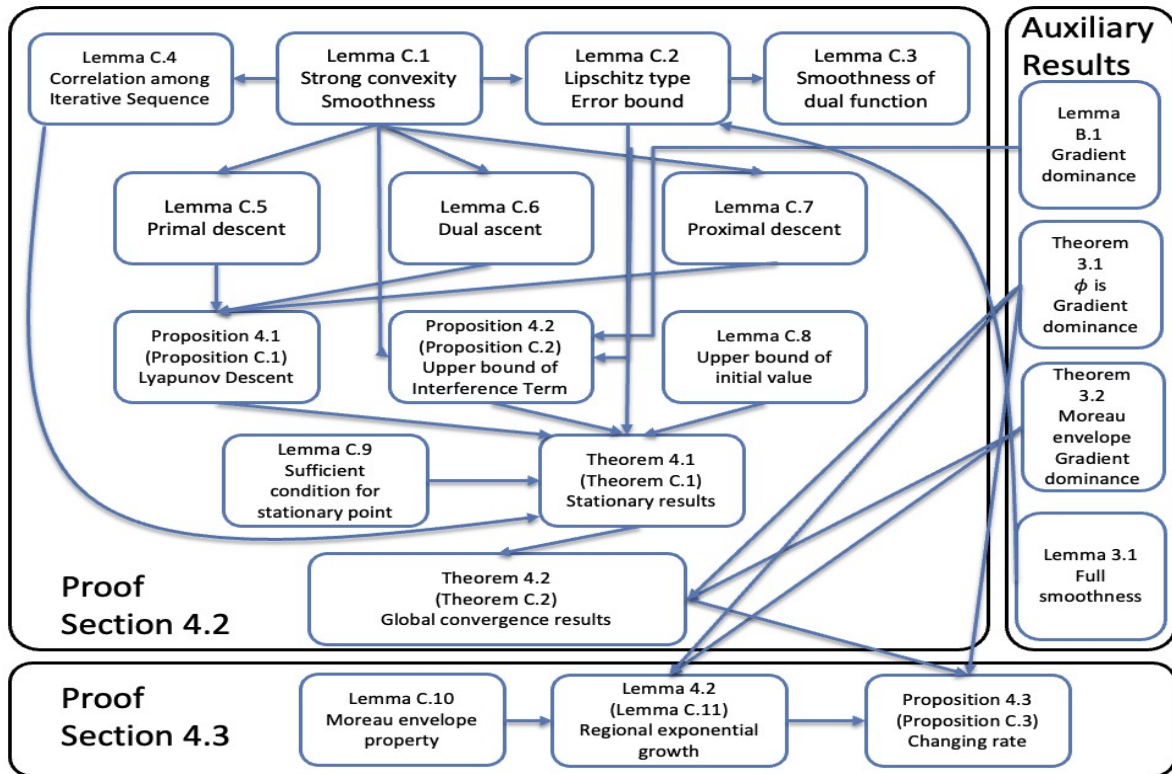 Lemma C.4
Correlation among
Iterative Sequence
Lemma C.1
Strong convexity
Smoothness
Lemma C.2
Lipschitz type
Error bound
Lemma C.3
Smoothness of
dual function
Lemma C.5
Primal descent
Lemma C.6
Dual ascent
Lemma C.7
Proximal descent
Proposition 4.1
(Proposition C.1)
Lyapunov Descent
Proposition 4.2
(Proposition C.2)
Upper bound of
Interference Term
Lemma C.8
Upper bound of
initial value
Lemma C.9
Sufficient
condition for
stationary point
Theorem 4.1
(Theorem C.1)
Stationary results
Theorem 4.2
(Theorem C.2)
Global convergence results
Proof
Section 4.2
Auxiliary
Results
Lemma
B.1
Gradient
dominance
Theorem
3.1
ϕ is
Gradient
dominance
Theorem
3.2
Moreau
envelope
Gradient
dominance
Lemma 3.1
Full
smoothness
Proof
Section 4.3
Lemma C.10
Moreau envelope
property
Lemma 4.2
(Lemma C.11)
Regional exponential
growth
Proposition 4.3
(Proposition C.3)
Changing rate